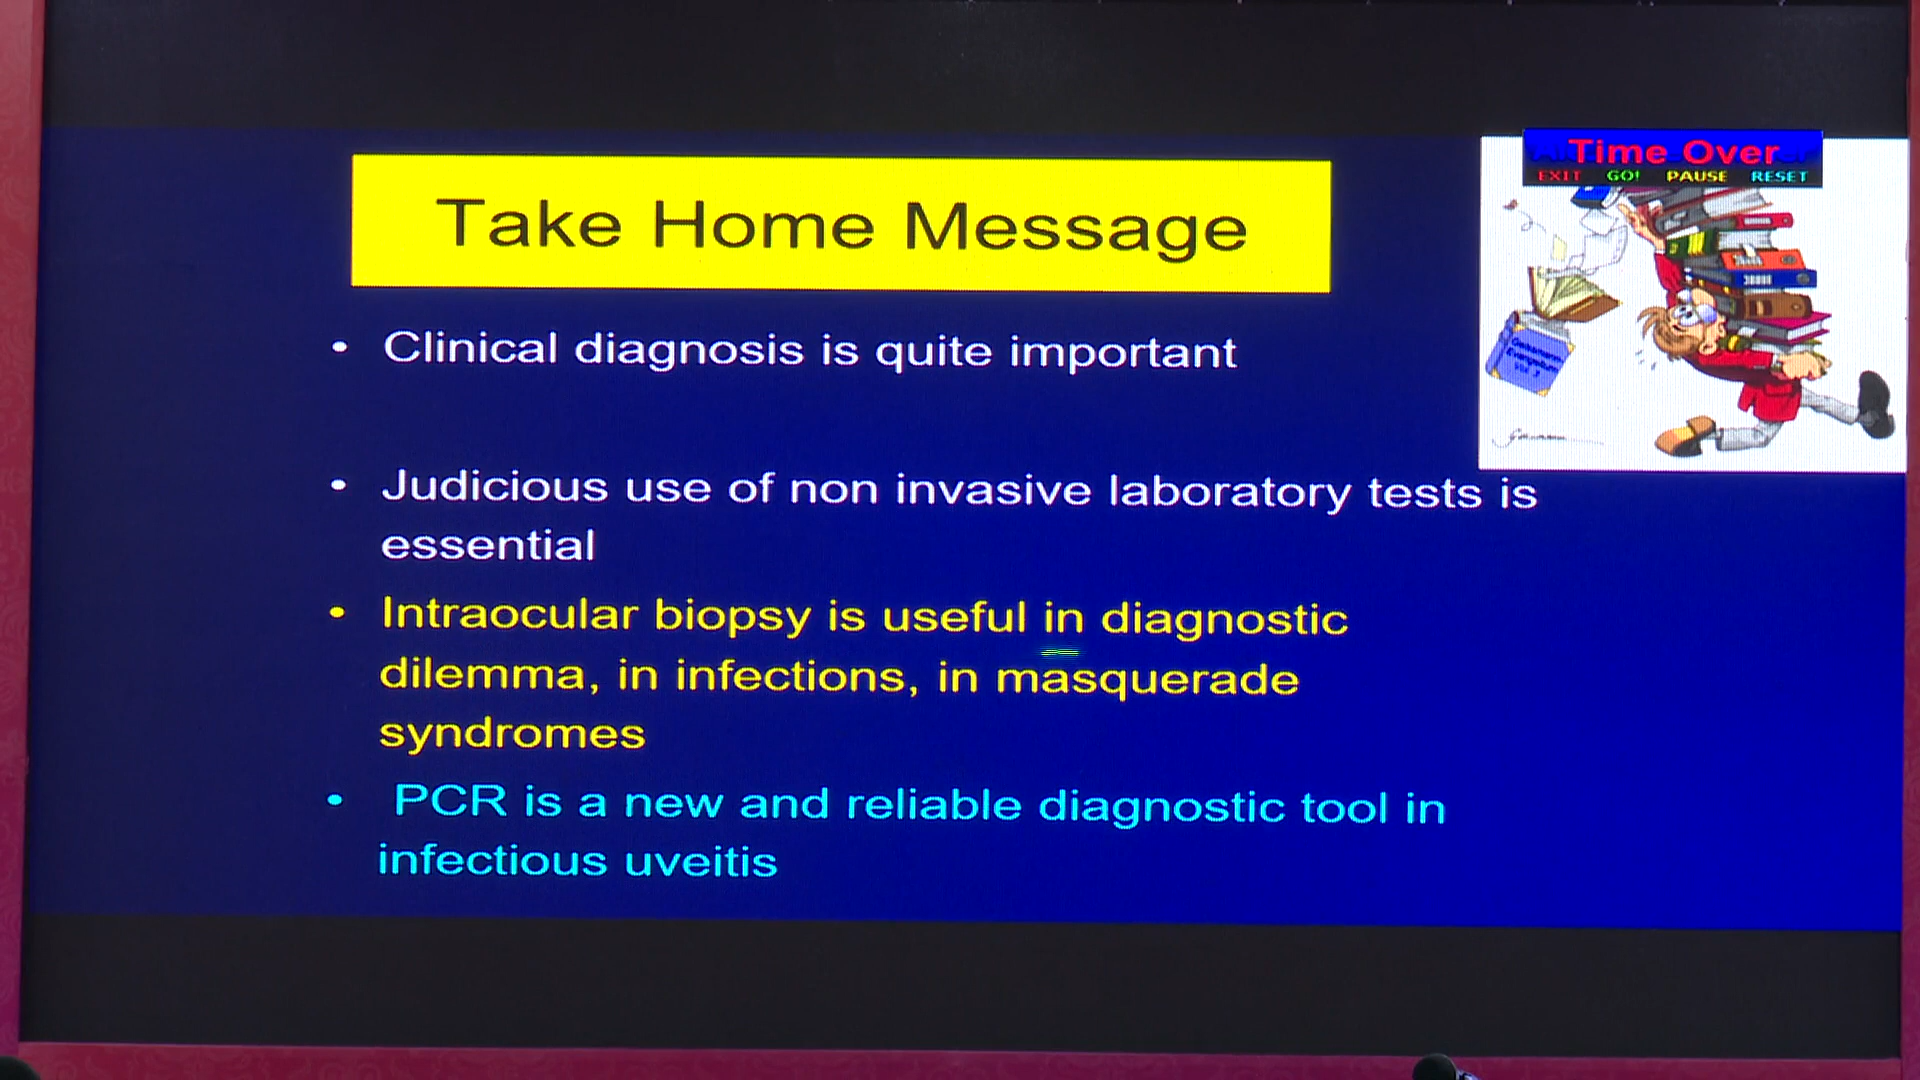 Time Over
EXIT GO! PAUSE RESET
Take Home Message
• Clinical diagnosis is quite important
• Judicious use of non invasive laboratory tests is
essential
• Intraocular biopsy is useful in diagnostic
dilemma, in infections, in masquerade
syndromes
• PCR is a new and reliable diagnostic tool in
infectious uveitis